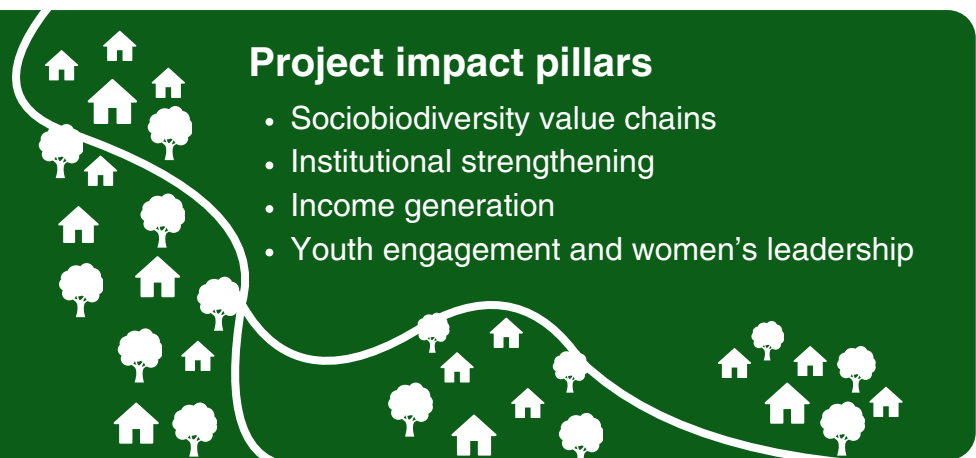 Project impact pillars
• Sociobiodiversity value chains
• Institutional strengthening
• Income generation
• Youth engagement and women’s leadership